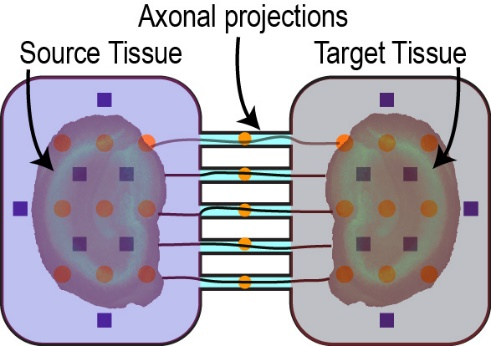 Axonal projections
Source Tissue
Target Tissue